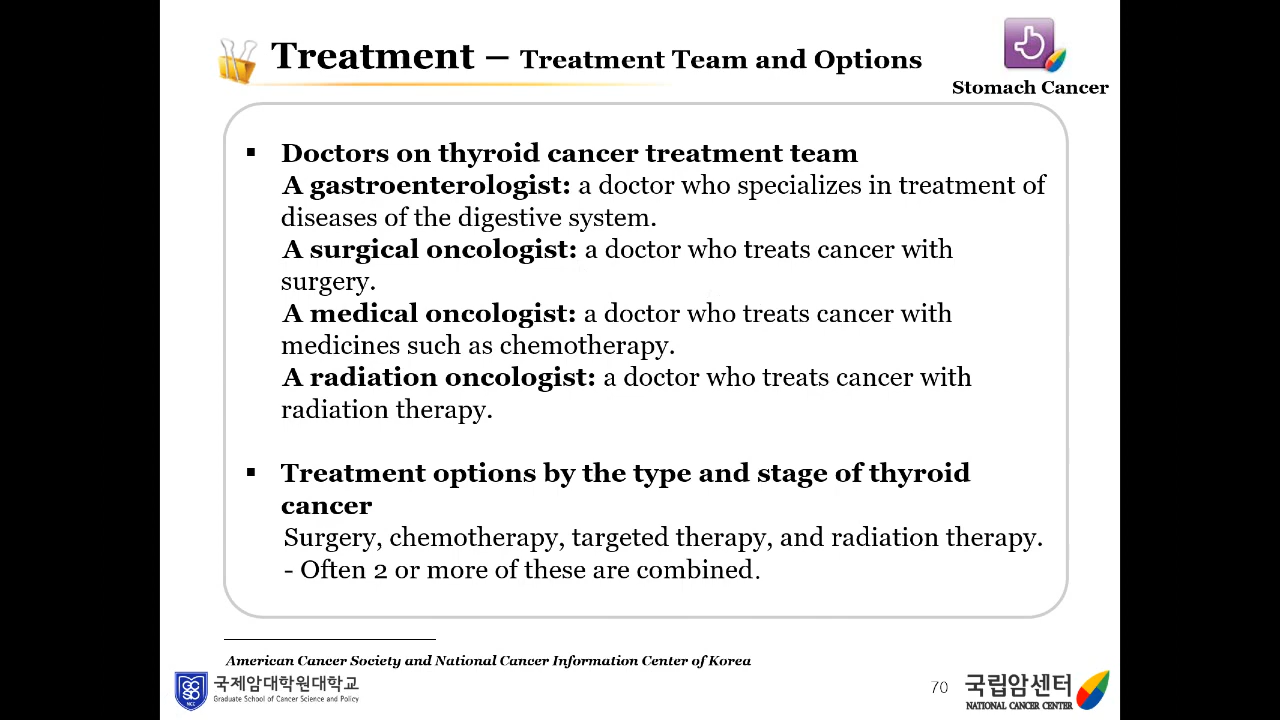 Treatment – Treatment Team and Options
Stomach Cancer
▪ Doctors on thyroid cancer treatment team
A gastroenterologist: a doctor who specializes in treatment of
diseases of the digestive system.
A surgical oncologist: a doctor who treats cancer with
surgery.
A medical oncologist: a doctor who treats cancer with
medicines such as chemotherapy.
A radiation oncologist: a doctor who treats cancer with
radiation therapy.
▪ Treatment options by the type and stage of thyroid
cancer
Surgery, chemotherapy, targeted therapy, and radiation therapy.
- Often 2 or more of these are combined.
American Cancer Society and National Cancer Information Center of Korea
국제암대학원대학교
Graduate School of Cancer Science and Policy
70
국립암센터
NATIONAL CANCER CENTER